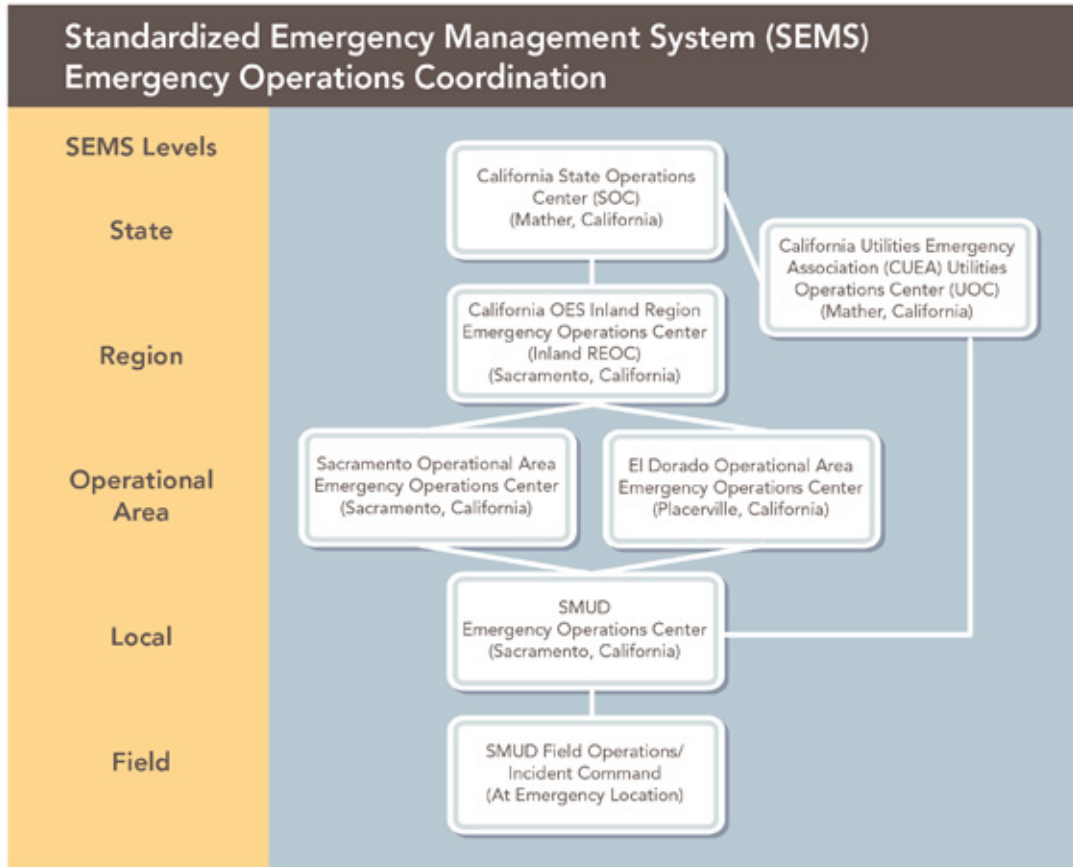 Standardized Emergency Management System (SEMS)
Emergency Operations Coordination
SEMS Levels
State
Region
Operational
Area
Local
Field
California State Operations
Center (SOC)
(Mather, California)
California Utilities Emergency
Association (CUEA) Utilities
Operations Center (UOC)
(Mather, California)
California OES Inland Region
Emergency Operations Center
(Inland REOC)
(Sacramento, California)
Sacramento Operational Area
Emergency Operations Center
(Sacramento, California)
El Dorado Operational Area
Emergency Operations Center
(Placerville, California)
SMUD
Emergency Operations Center
(Sacramento, California)
SMUD Field Operations/
Incident Command
(At Emergency Location)